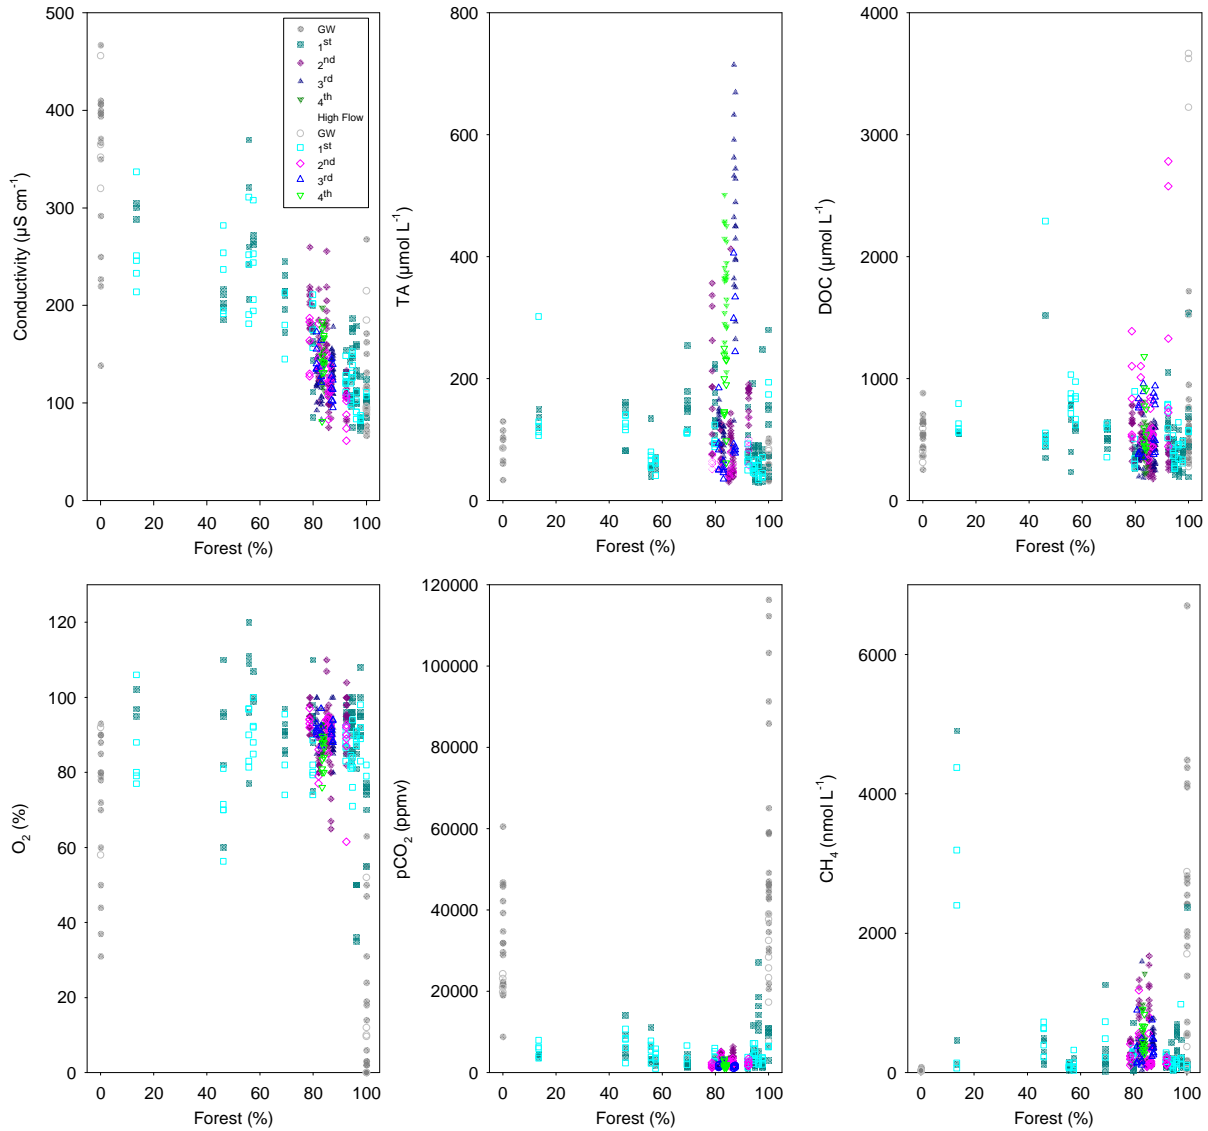 500
400
300
200
100
0
Conductivity (µS cm⁻¹)
0 20 40 60 80 100
Forest (%)
GW
1st
2nd
3rd
4th
High Flow
GW
1st
2nd
3rd
4th
800
600
400
200
0
TA (µmol L⁻¹)
0 20 40 60 80 100
Forest (%)
4000
3000
2000
1000
0
DOC (µmol L⁻¹)
0 20 40 60 80 100
Forest (%)
120
100
80
60
40
20
0
O₂ (%)
0 20 40 60 80 100
Forest (%)
120000
100000
80000
60000
40000
20000
0
pCO₂ (ppmv)
0 20 40 60 80 100
Forest (%)
6000
4000
2000
0
CH₄ (nmol L⁻¹)
0 20 40 60 80 100
Forest (%)